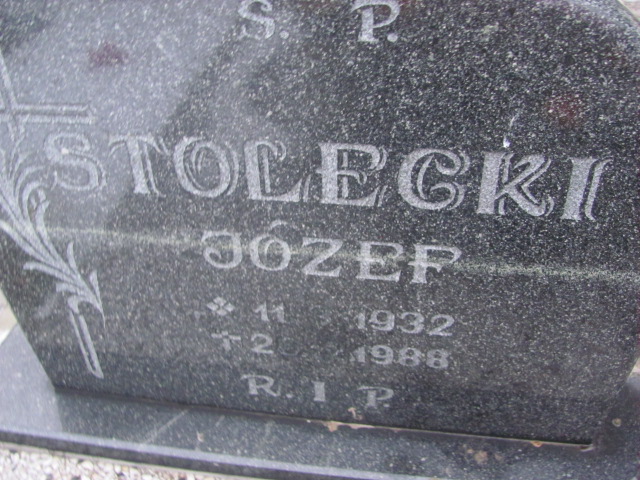 S. P.
STOLECKI
JÓZEF
* 11 1932
+ 2 1988
R. I P.